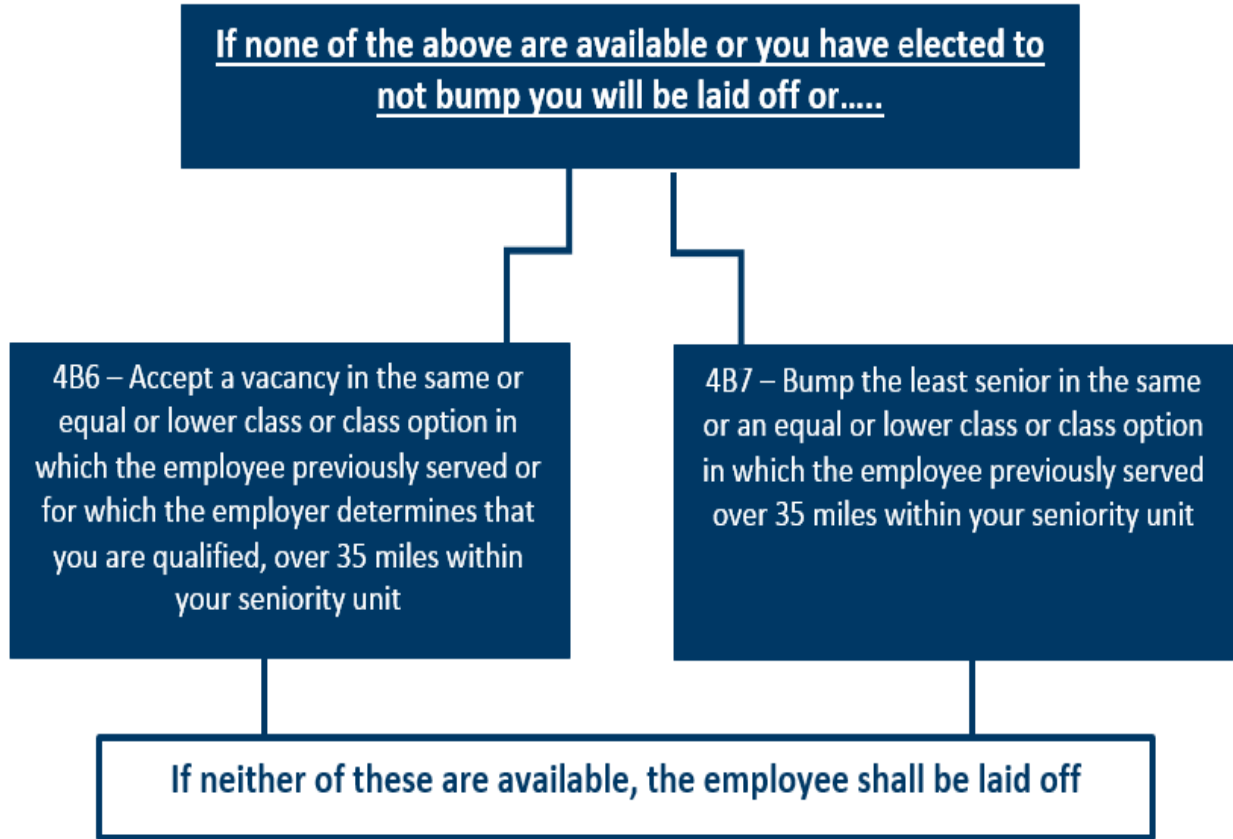 If none of the above are available or you have elected to
not bump you will be laid off or.....
4B6 – Accept a vacancy in the same or
equal or lower class or class option in
which the employee previously served or
for which the employer determines that
you are qualified, over 35 miles within
your seniority unit
4B7 – Bump the least senior in the same
or an equal or lower class or class option
in which the employee previously served
over 35 miles within your seniority unit
If neither of these are available, the employee shall be laid off